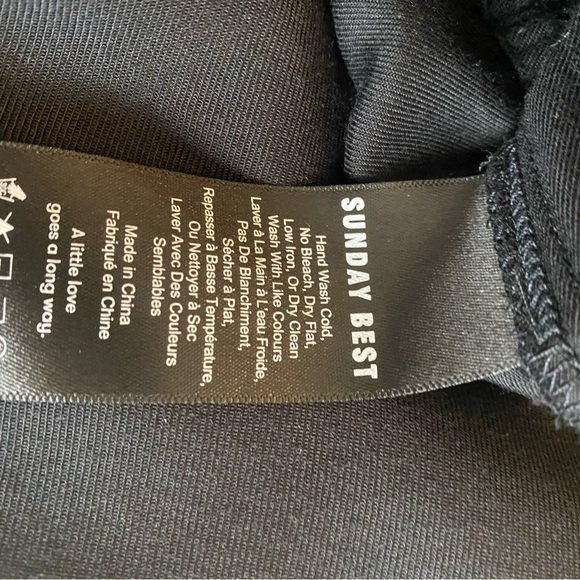 SUNDAY BEST
Hand Wash Cold,
No Bleach, Dry Flat,
Low Iron, Or Dry Clean
Wash With Like Colours
Laver à La Main à L'eau Froide,
Pas De Blanchiment,
Sécher à Plat,
Repasser à Basse Température,
Ou Nettoyer à Sec
Laver Avec Des Couleurs
Semblables
Made in China
Fabriqué en Chine
A little love
goes a long way.